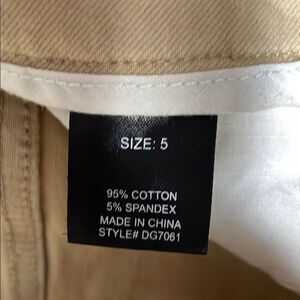 SIZE: 5
95% COTTON
5% SPANDEX
MADE IN CHINA
STYLE# DG7061